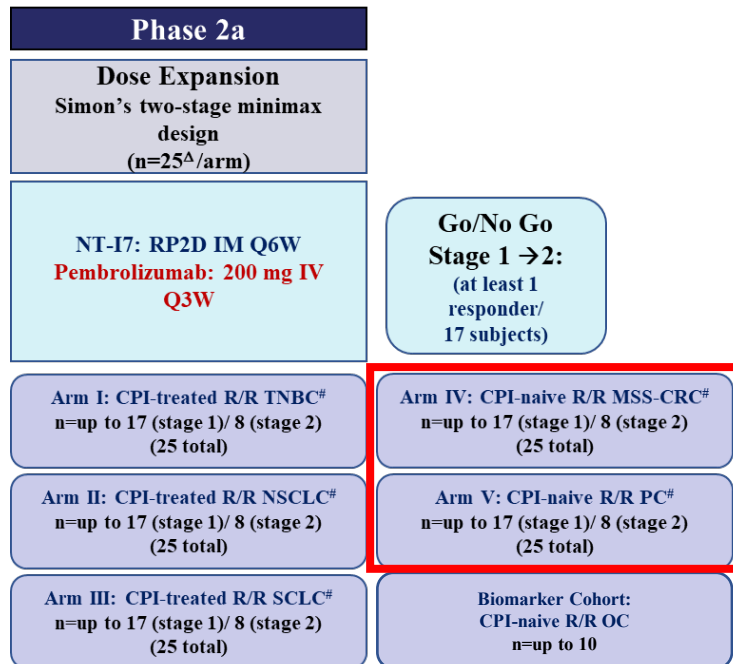 Phase 2a
Dose Expansion
Simon's two-stage minimax
design
(n=25Δ/arm)
NT-I7: RP2D IM Q6W
Pembrolizumab: 200 mg IV
Q3W
Go/No Go
Stage 1 →2:
(at least 1
responder/
17 subjects)
Arm I: CPI-treated R/R TNBC#
n=up to 17 (stage 1)/ 8 (stage 2)
(25 total)
Arm II: CPI-treated R/R NSCLC#
n=up to 17 (stage 1)/ 8 (stage 2)
(25 total)
Arm III: CPI-treated R/R SCLC#
n=up to 17 (stage 1)/ 8 (stage 2)
(25 total)
Arm IV: CPI-naive R/R MSS-CRC#
n=up to 17 (stage 1)/ 8 (stage 2)
(25 total)
Arm V: CPI-naive R/R PC#
n=up to 17 (stage 1)/ 8 (stage 2)
(25 total)
Biomarker Cohort:
CPI-naive R/R OC
n=up to 10